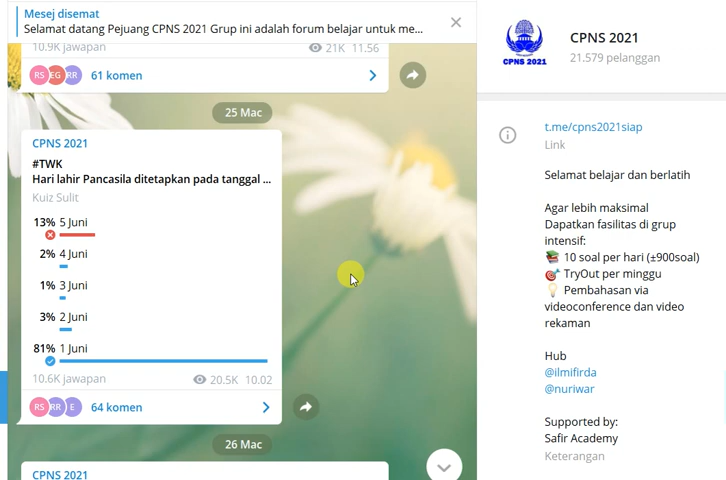 Mesej disemat
Selamat datang Pejuang CPNS 2021 Grup ini adalah forum belajar untuk me...
10.9K jawapan 21K 11.56
RS EG RR 61 komen
25 Mac
CPNS 2021
#TWK
Hari lahir Pancasila ditetapkan pada tanggal ...
Kuiz Sulit
13% 5 Juni
2% 4 Juni
1% 3 Juni
3% 2 Juni
81% 1 Juni
10.6K jawapan 20.5K 10.02
RS RR E 64 komen
26 Mac
CPNS 2021
CPNS 2021
CPNS 2021
21.579 pelanggan
t.me/cpns2021siap
Link
Selamat belajar dan berlatih
Agar lebih maksimal
Dapatkan fasilitas di grup
intensif:
10 soal per hari (±900soal)
TryOut per minggu
Pembahasan via
videoconference dan video
rekaman
Hub
@ilmifirda
@nuriwar
Supported by:
Safir Academy
Keterangan